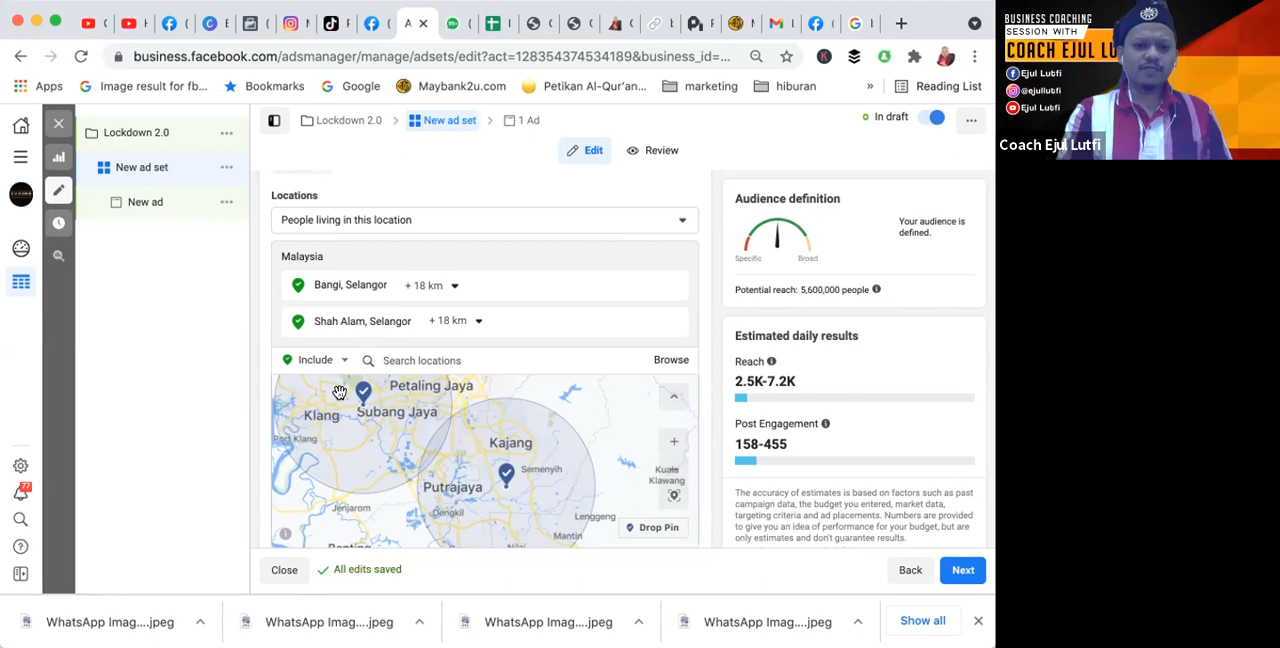 business.facebook.com/adsmanager/manage/adsets/edit?act=128354374534189&business_id=...
Apps
Image result for fb...
Bookmarks
Google
Maybank2u.com
Petikan Al-Qur'an...
marketing
hiburan
»
Reading List
BUSINESS COACHING
SESSION WITH
COACH EJUL LU
Ejul Lutfi
@ejullutfi
Ejul Lutfi
Coach Ejul Lutfi
Lockdown 2.0
New ad set
New ad
Lockdown 2.0
New ad set
1 Ad
In draft
Edit
Review
Locations
People living in this location
Malaysia
Bangi, Selangor + 18 km
Shah Alam, Selangor + 18 km
Include
Search locations
Browse
Petaling Jaya
Klang
Subang Jaya
Port Klang
Kajang
Semenyih
Kuala
Klawang
Putrajaya
Jenjarom
Dengkil
Lenggeng
Mantin
Banting
Nilai
Drop Pin
Audience definition
Your audience is
defined.
Specific
Broad
Potential reach: 5,600,000 people
Estimated daily results
Reach
2.5K-7.2K
Post Engagement
158-455
The accuracy of estimates is based on factors such as past
campaign data, the budget you entered, market data,
targeting criteria and ad placements. Numbers are provided
to give you an idea of performance for your budget, but are
only estimates and don't guarantee results.
Close
All edits saved
Back
Next
77
WhatsApp Imag....jpeg
WhatsApp Imag....jpeg
WhatsApp Imag....jpeg
WhatsApp Imag....jpeg
Show all